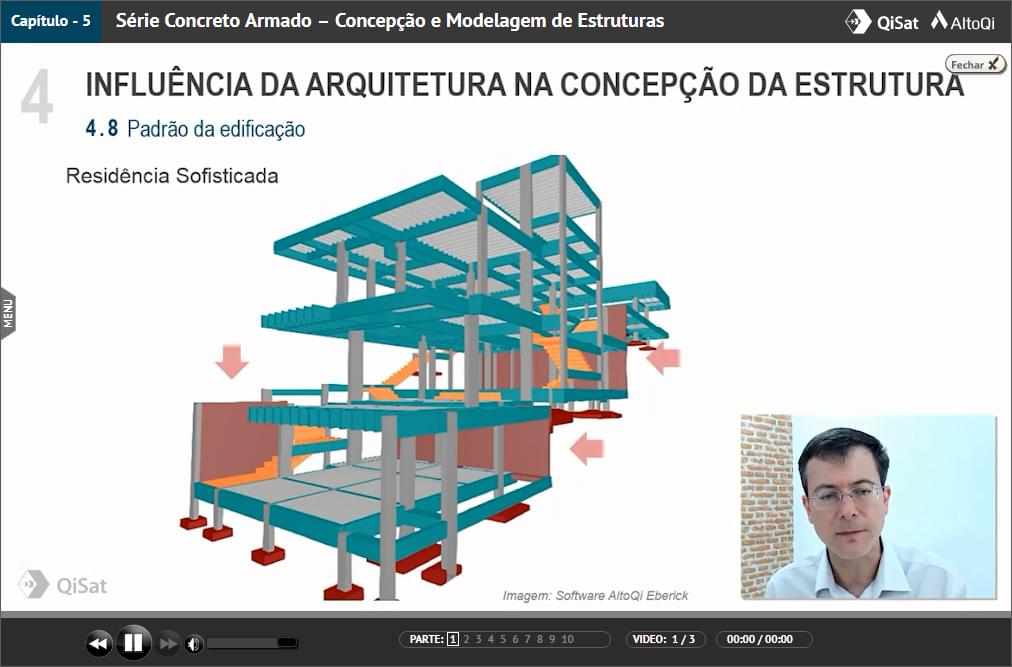 Capítulo - 5
Série Concreto Armado – Concepção e Modelagem de Estruturas
QiSat
AltoQi
Fechar
4
INFLUÊNCIA DA ARQUITETURA NA CONCEPÇÃO DA ESTRUTURA
4.8 Padrão da edificação
Residência Sofisticada
MENU
QiSat
Imagem: Software AltoQi Eberick
PARTE: 1 2 3 4 5 6 7 8 9 10
VIDEO: 1 / 3
00:00 / 00:00